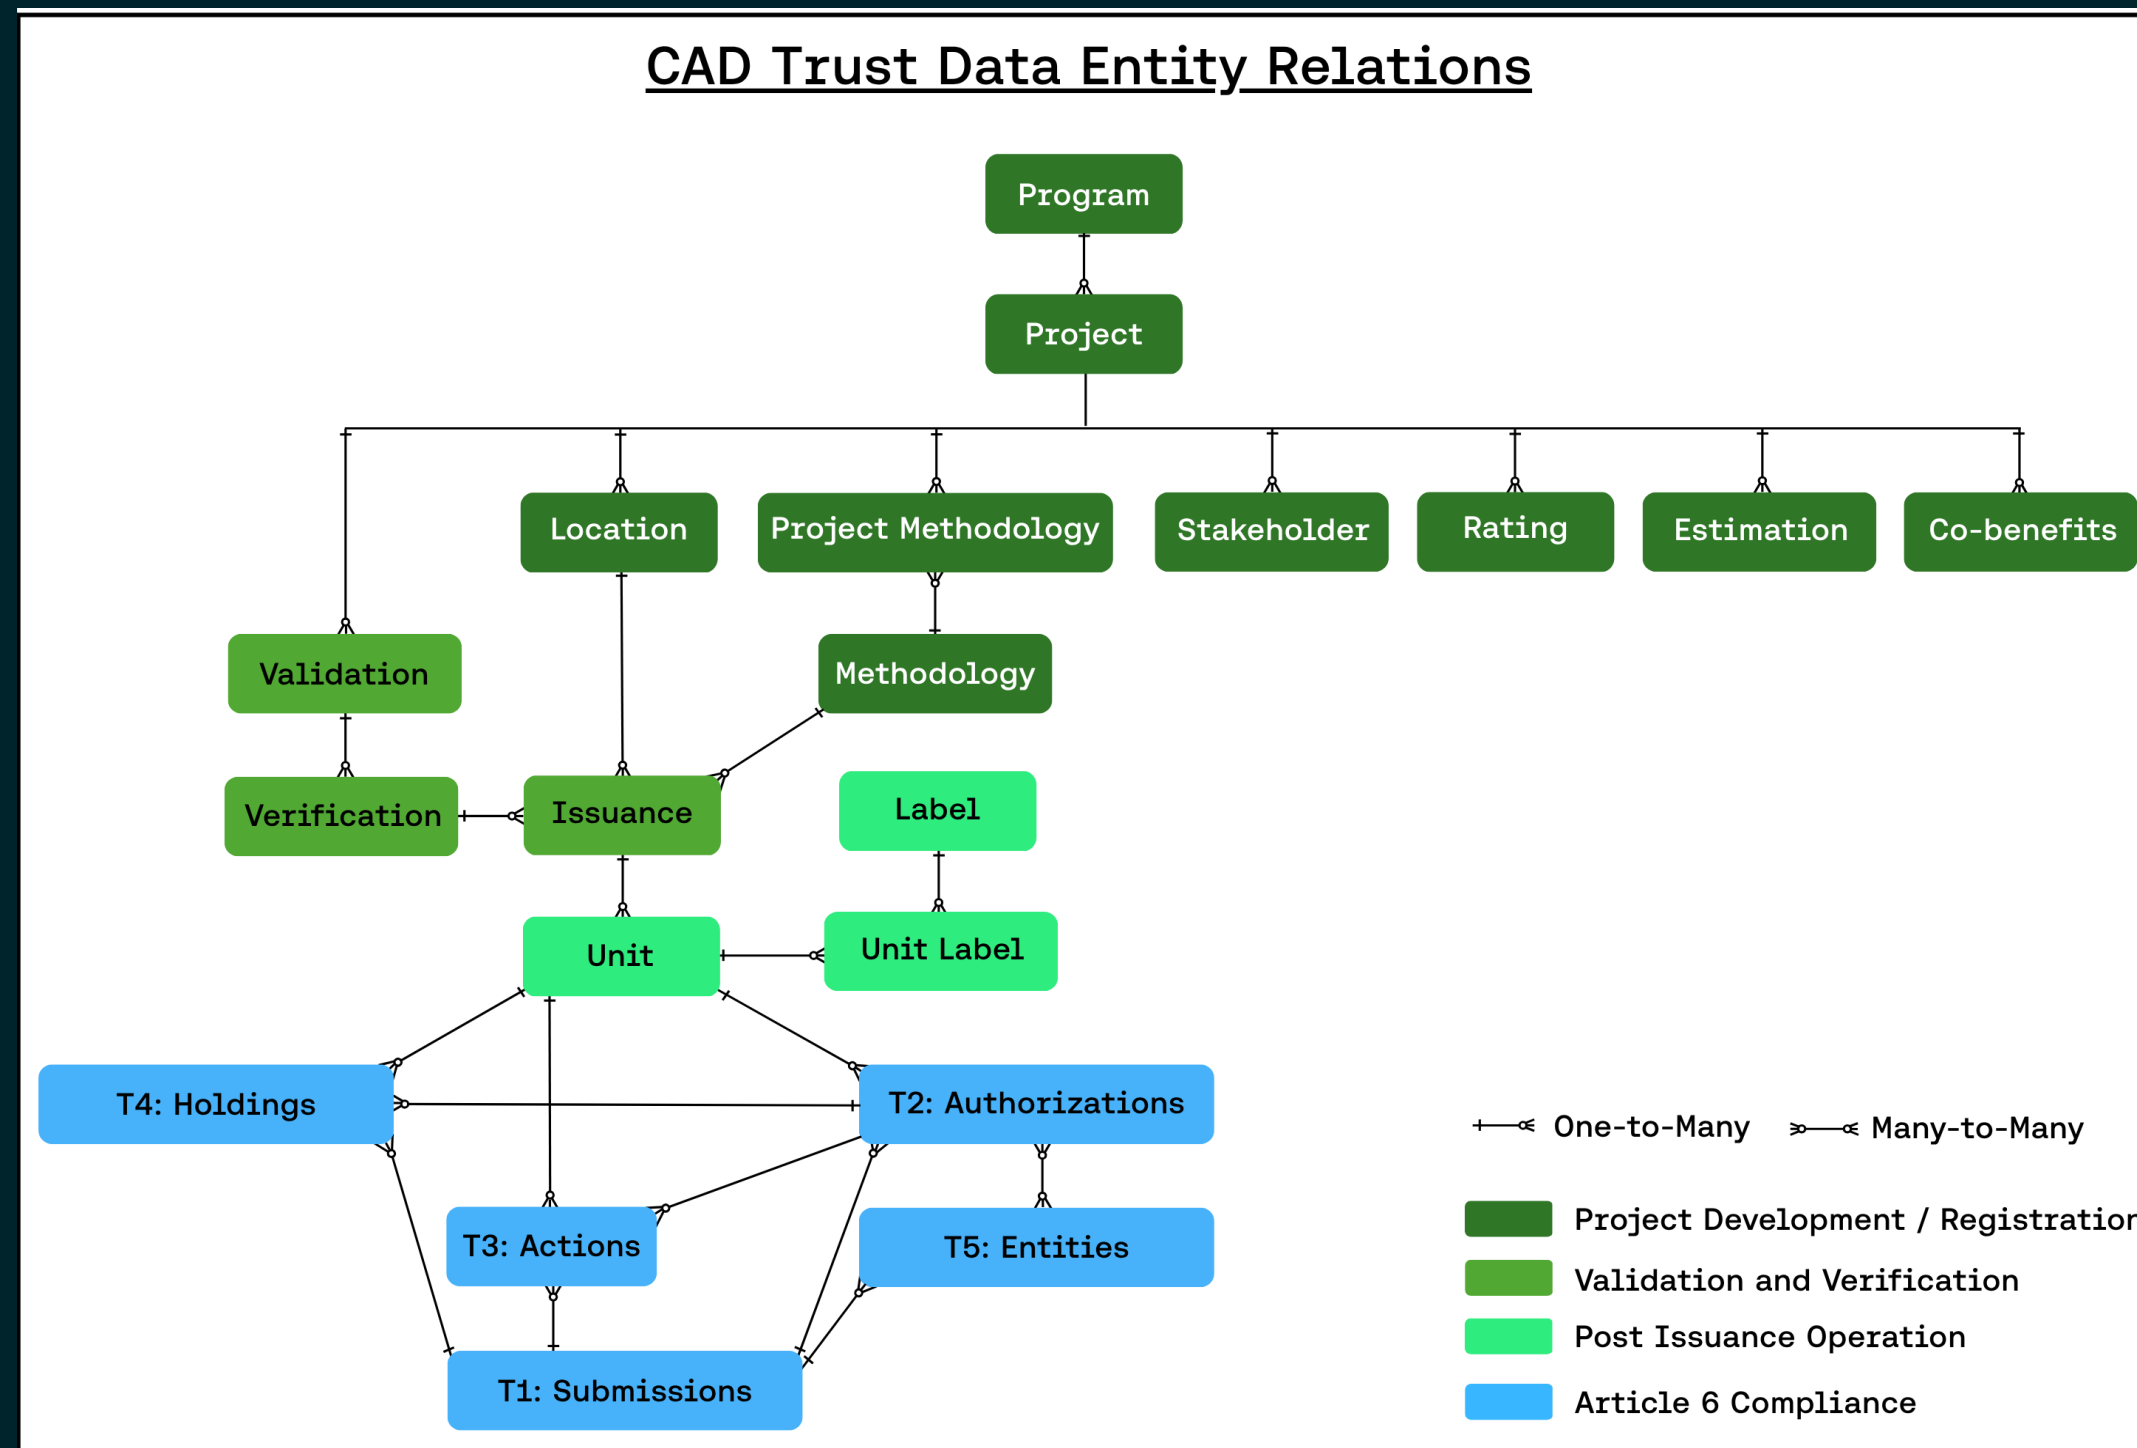 CAD Trust Data Entity Relations
Program
Project
Location
Project Methodology
Stakeholder
Rating
Estimation
Co-benefits
Validation
Methodology
Verification
Issuance
Label
Unit
Unit Label
T4: Holdings
T2: Authorizations
One-to-Many
Many-to-Many
T3: Actions
T5: Entities
Project Development / Registration
Validation and Verification
Post Issuance Operation
T1: Submissions
Article 6 Compliance